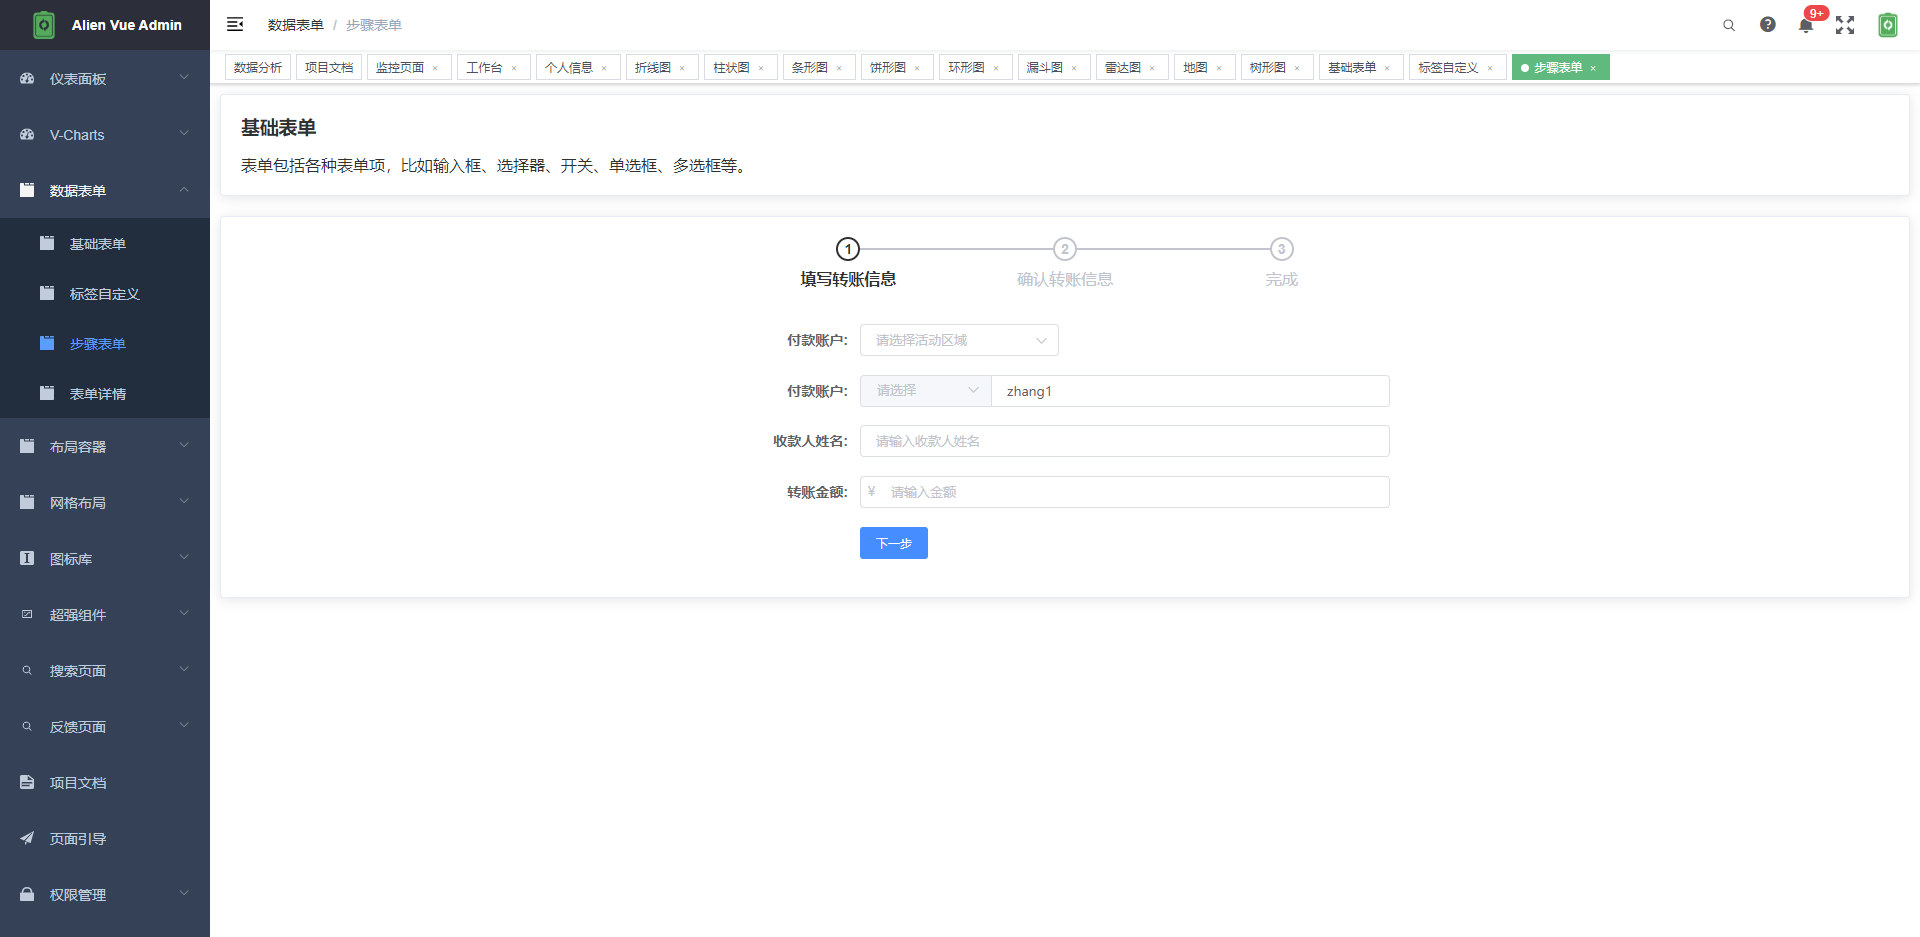 Alien Vue Admin
数据表单 / 步骤表单
9+
数据分析 项目文档 监控页面 × 工作台 × 个人信息 × 折线图 × 柱状图 × 条形图 × 饼形图 × 环形图 × 漏斗图 × 雷达图 × 地图 × 树形图 × 基础表单 × 标签自定义 × 步骤表单 ×
仪表面板
V-Charts
数据表单
基础表单
标签自定义
步骤表单
表单详情
布局容器
网格布局
图标库
超强组件
搜索页面
反馈页面
项目文档
页面引导
权限管理
基础表单
表单包括各种表单项，比如输入框、选择器、开关、单选框、多选框等。
1 2 3
填写转账信息 确认转账信息 完成
付款账户: 请选择活动区域
付款账户: 请选择 zhang1
收款人姓名: 请输入收款人姓名
转账金额: ¥ 请输入金额
下一步